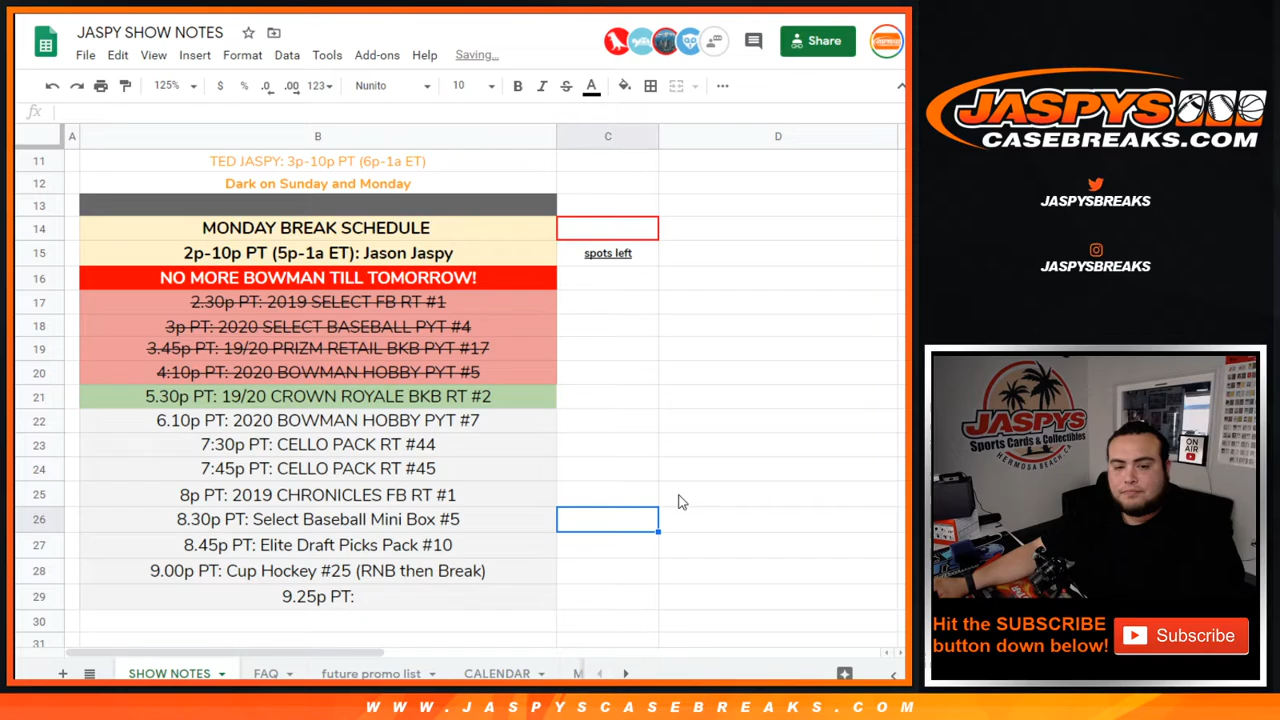 JASPY SHOW NOTES
File Edit View Insert Format Data Tools Add-ons Help Saving...
Share
125% $ % .0 .00 123 Nunito 10 B I S A
fx
A B C D
11 TED JASPY: 3p-10p PT (6p-1a ET)
12 Dark on Sunday and Monday
13
14 MONDAY BREAK SCHEDULE
15 2p-10p PT (5p-1a ET): Jason Jaspy spots left
16 NO MORE BOWMAN TILL TOMORROW!
17 2.30p PT: 2019 SELECT FB RT #1
18 3p PT: 2020 SELECT BASEBALL PYT #4
19 3.45p PT: 19/20 PRIZM RETAIL BKB PYT #17
20 4:10p PT: 2020 BOWMAN HOBBY PYT #5
21 5.30p PT: 19/20 CROWN ROYALE BKB RT #2
22 6.10p PT: 2020 BOWMAN HOBBY PYT #7
23 7:30p PT: CELLO PACK RT #44
24 7:45p PT: CELLO PACK RT #45
25 8p PT: 2019 CHRONICLES FB RT #1
26 8.30p PT: Select Baseball Mini Box #5
27 8.45p PT: Elite Draft Picks Pack #10
28 9.00p PT: Cup Hockey #25 (RNB then Break)
29 9.25p PT:
30
31
SHOW NOTES FAQ future promo list CALENDAR M
JASPYS
CASEBREAKS.COM
JASPYSBREAKS
JASPYSBREAKS
JASPYS
Sports Cards & Collectibles
HERMOSA BEACH, CA
ON
AIR
Hit the SUBSCRIBE
button down below!
Subscribe
WWW.JASPYSCASEBREAKS.COM